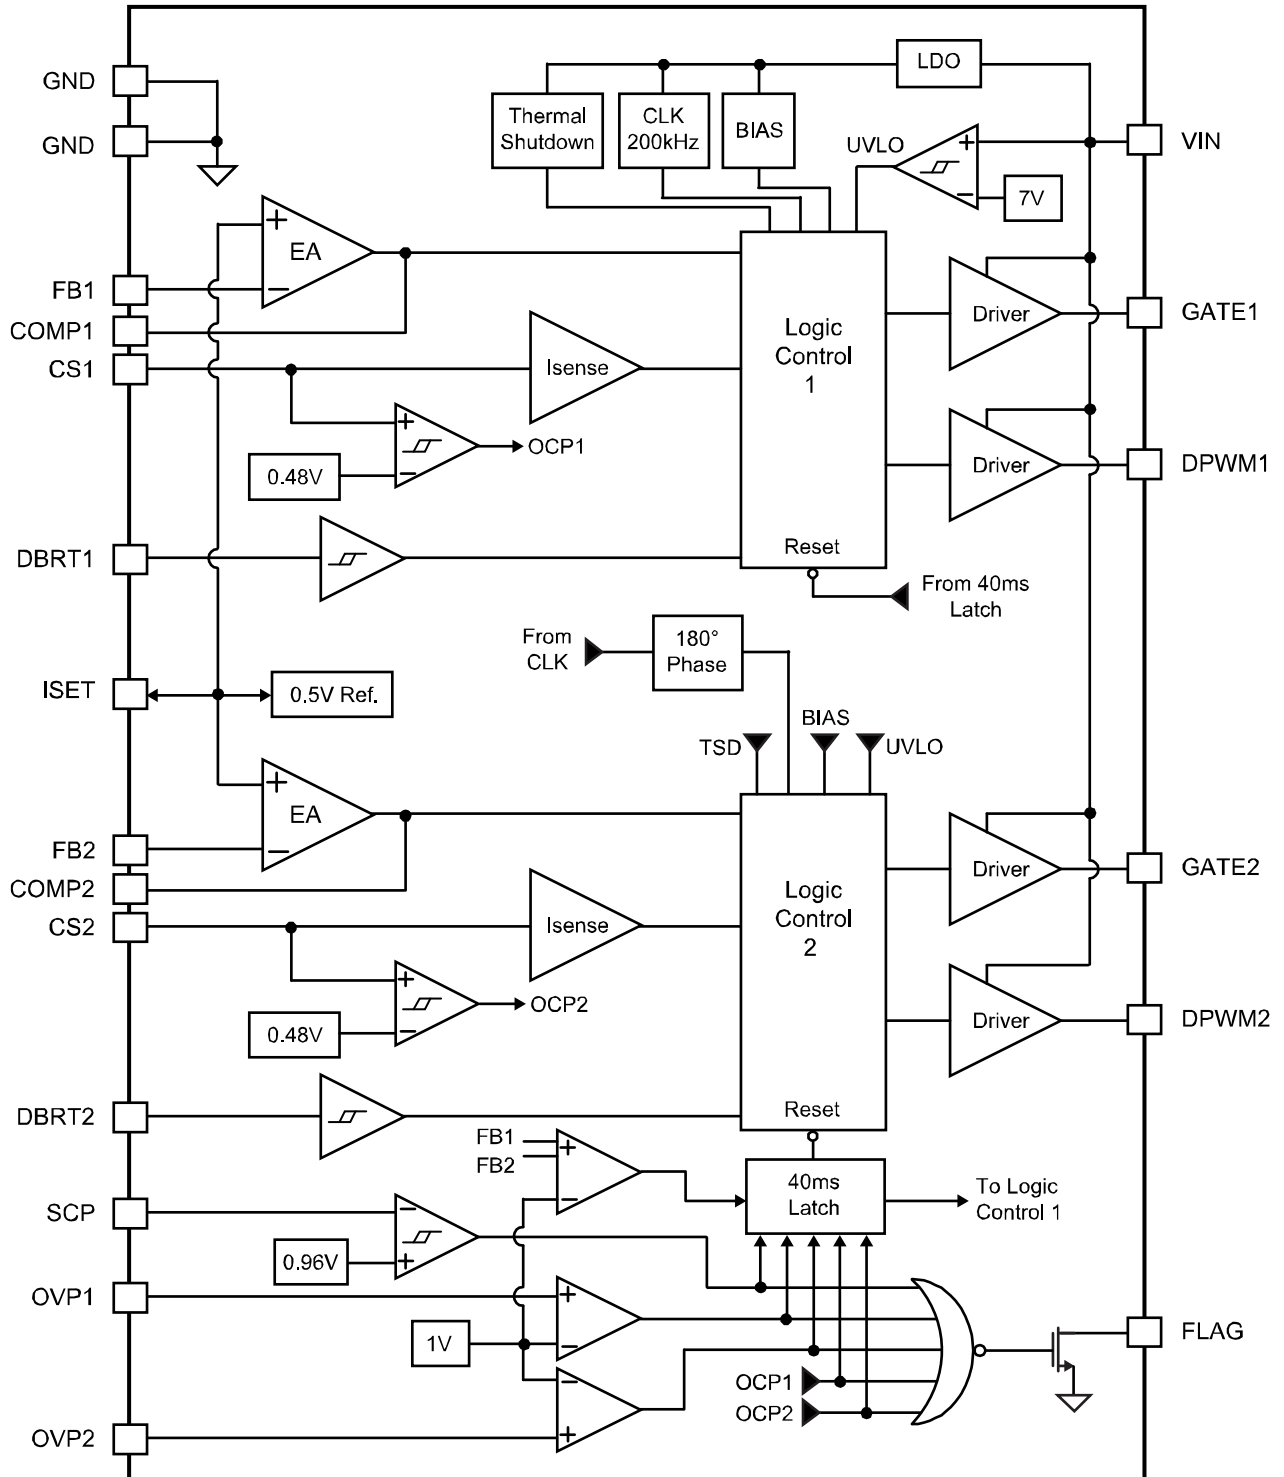 LDO
GND
Thermal
Shutdown
CLK
200kHz
BIAS
UVLO
+
VIN
GND
−
7V
+
EA
−
FB1
COMP1
CS1
Isense
Logic
Control
1
Driver
GATE1
+
−
OCP1
0.48V
Driver
DPWM1
DBRT1
Reset
From 40ms
Latch
From
CLK
180°
Phase
ISET
0.5V Ref.
TSD
BIAS
UVLO
+
EA
−
FB2
COMP2
CS2
Isense
Logic
Control
2
Driver
GATE2
+
−
OCP2
0.48V
Driver
DPWM2
DBRT2
Reset
FB1
FB2
+
−
40ms
Latch
To Logic
Control 1
SCP
−
+
0.96V
OVP1
+
−
1V
FLAG
OCP1
OCP2
−
+
OVP2